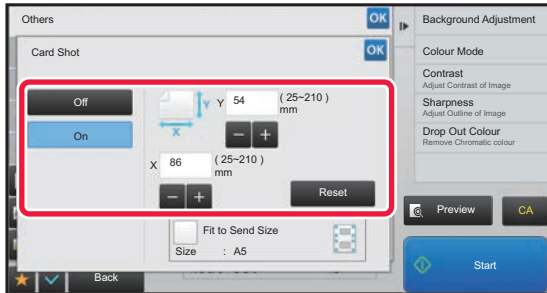 Others
OK
Card Shot
OK
Off
On
Y
Y
54
( 25~210 )
mm
X
X
86
( 25~210 )
mm
Reset
Fit to Send Size
Size : A5
Back
Background Adjustment
Colour Mode
Contrast
Adjust Contrast of Image
Sharpness
Adjust Outline of Image
Drop Out Colour
Remove Chromatic colour
Preview
CA
Start